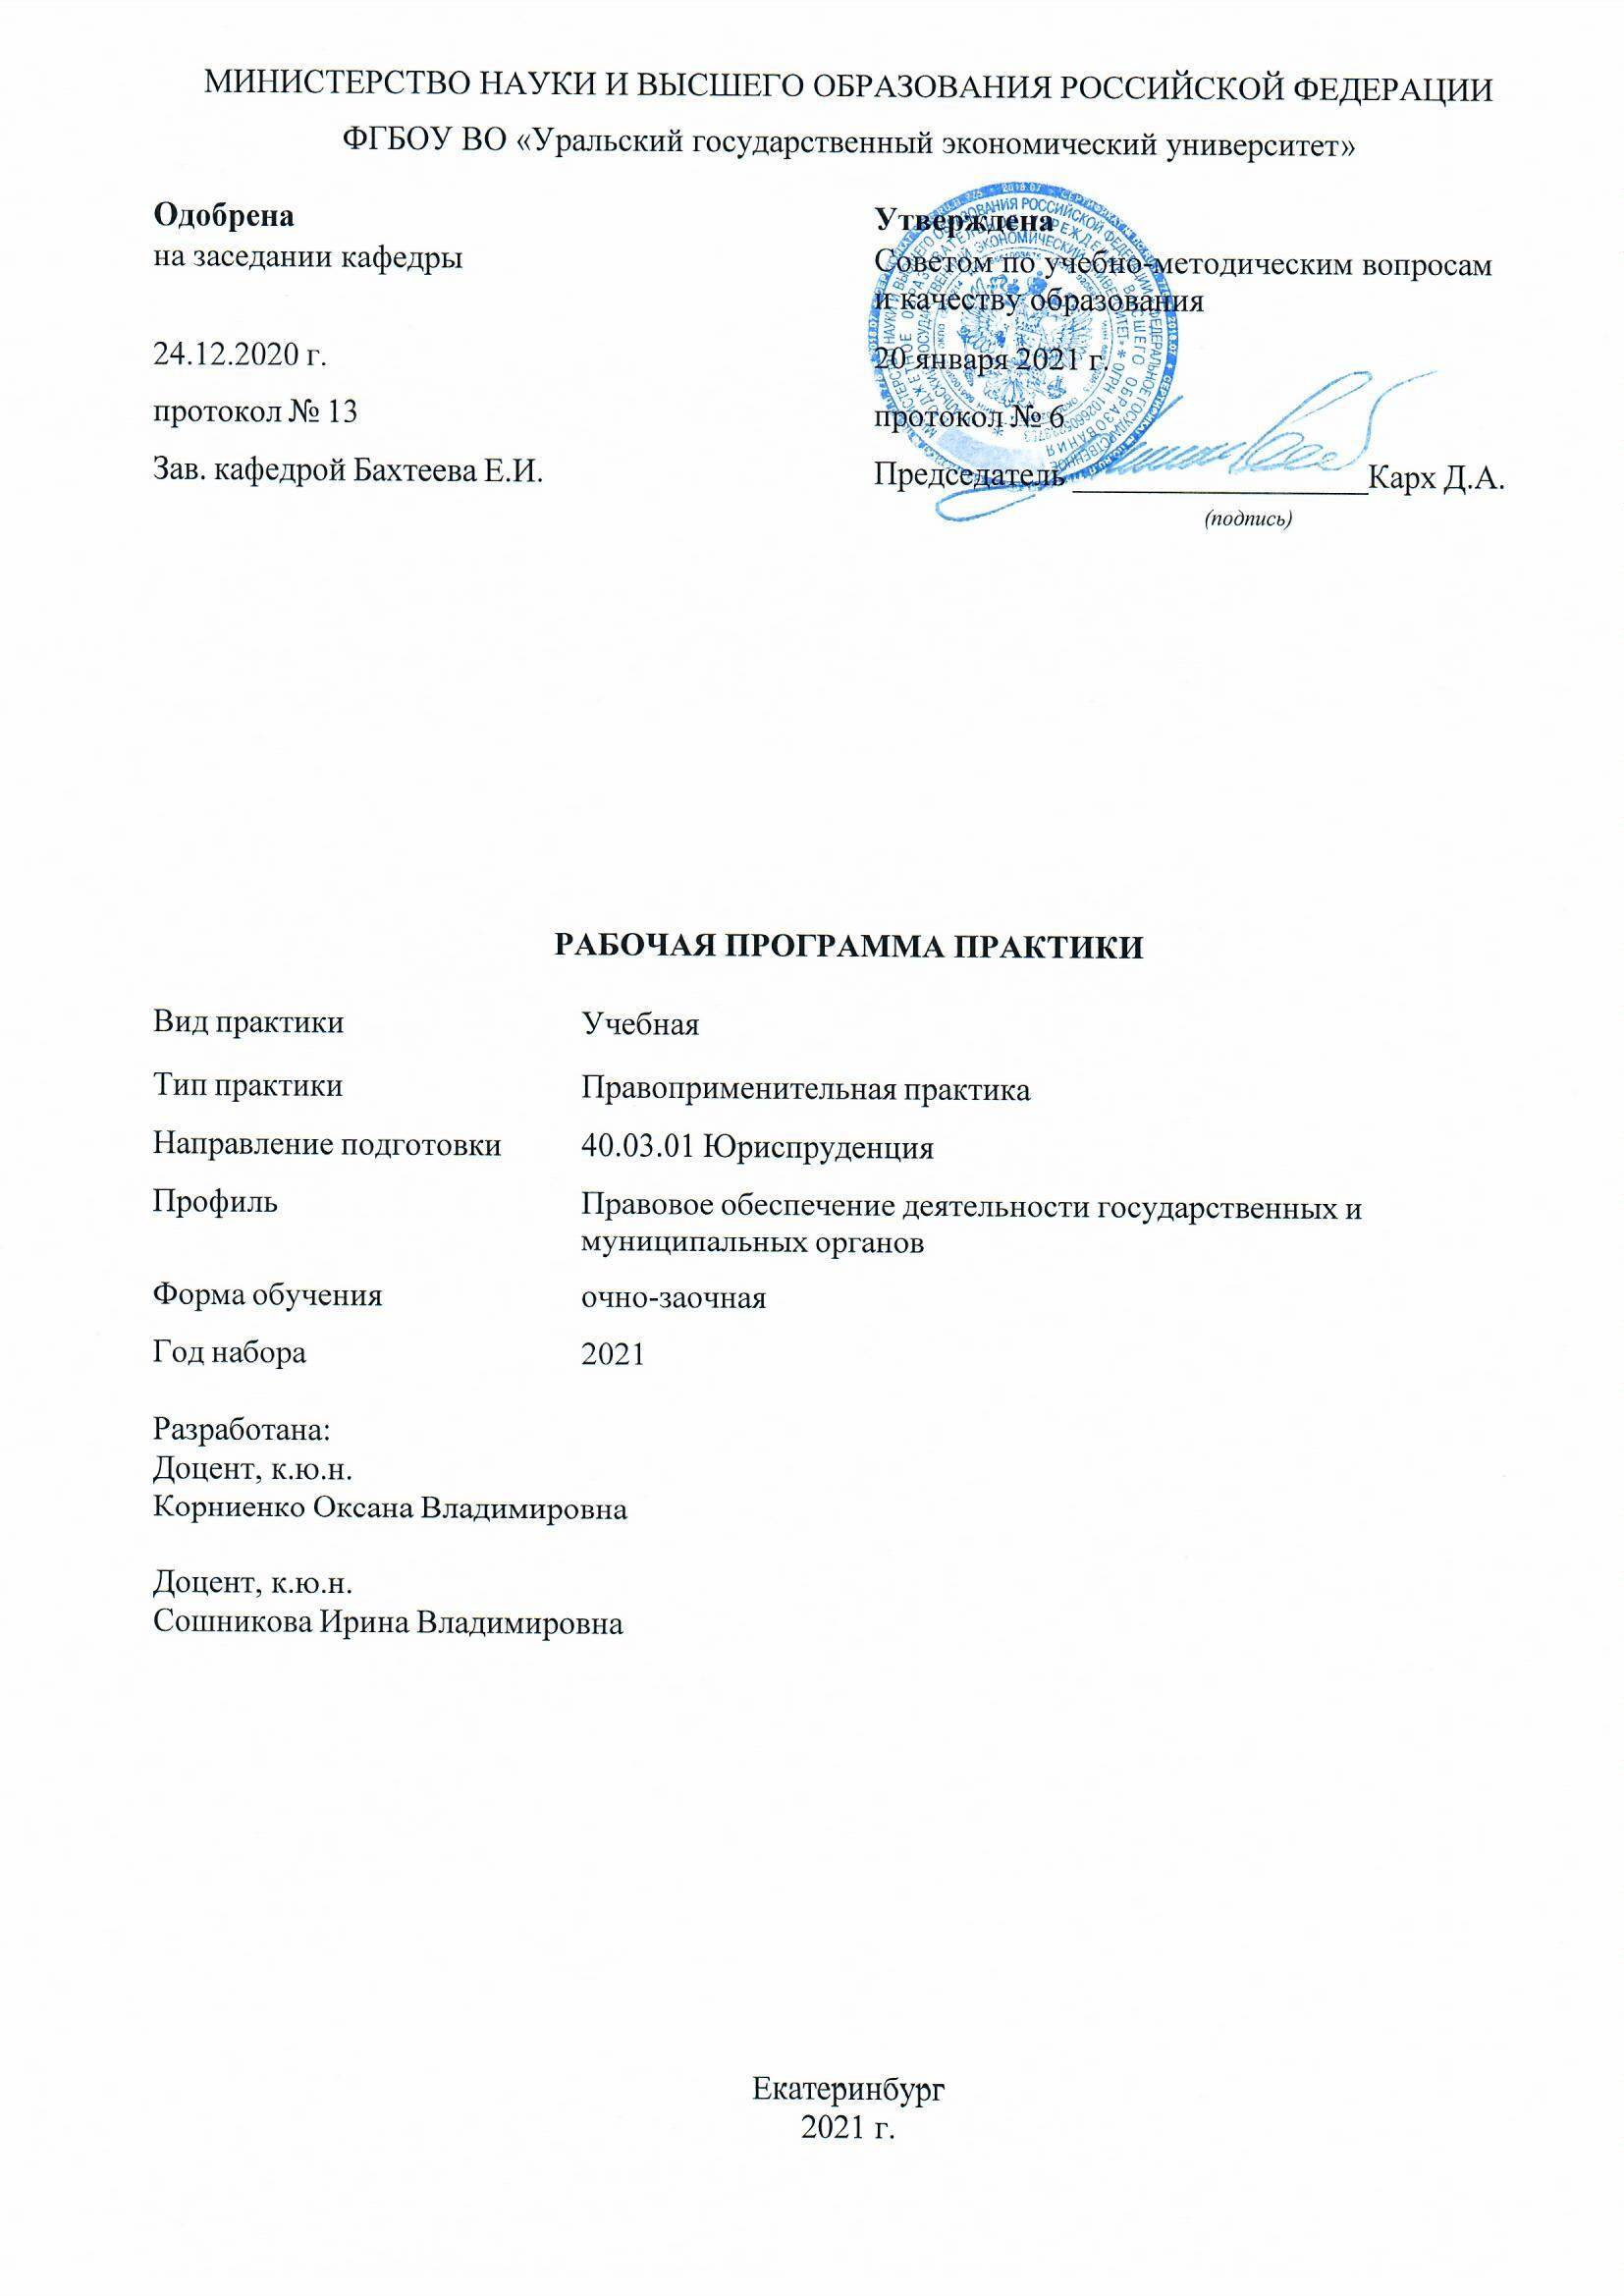 МИНИСТЕРСТВО НАУКИ И ВЫСШЕГО ОБРАЗОВАНИЯ РОССИЙСКОЙ ФЕДЕРАЦИИ
ФГБОУ ВО «Уральский государственный экономический университет»
Одобрена
на заседании кафедры
24.12.2020 г.
протокол № 13
Зав. кафедрой Бахтеева Е.И.
Утверждена
Советом по учебно-методическим вопросам
и качеству образования
20 января 2021 г.
протокол № 6
Председатель Карх Д.А.
(подпись)
РАБОЧАЯ ПРОГРАММА ПРАКТИКИ
Вид практики Учебная
Тип практики Правоприменительная практика
Направление подготовки 40.03.01 Юриспруденция
Профиль Правовое обеспечение деятельности государственных и
муниципальных органов
Форма обучения очно-заочная
Год набора 2021
Разработана:
Доцент, к.ю.н.
Корниенко Оксана Владимировна
Доцент, к.ю.н.
Сошникова Ирина Владимировна
Екатеринбург
2021 г.